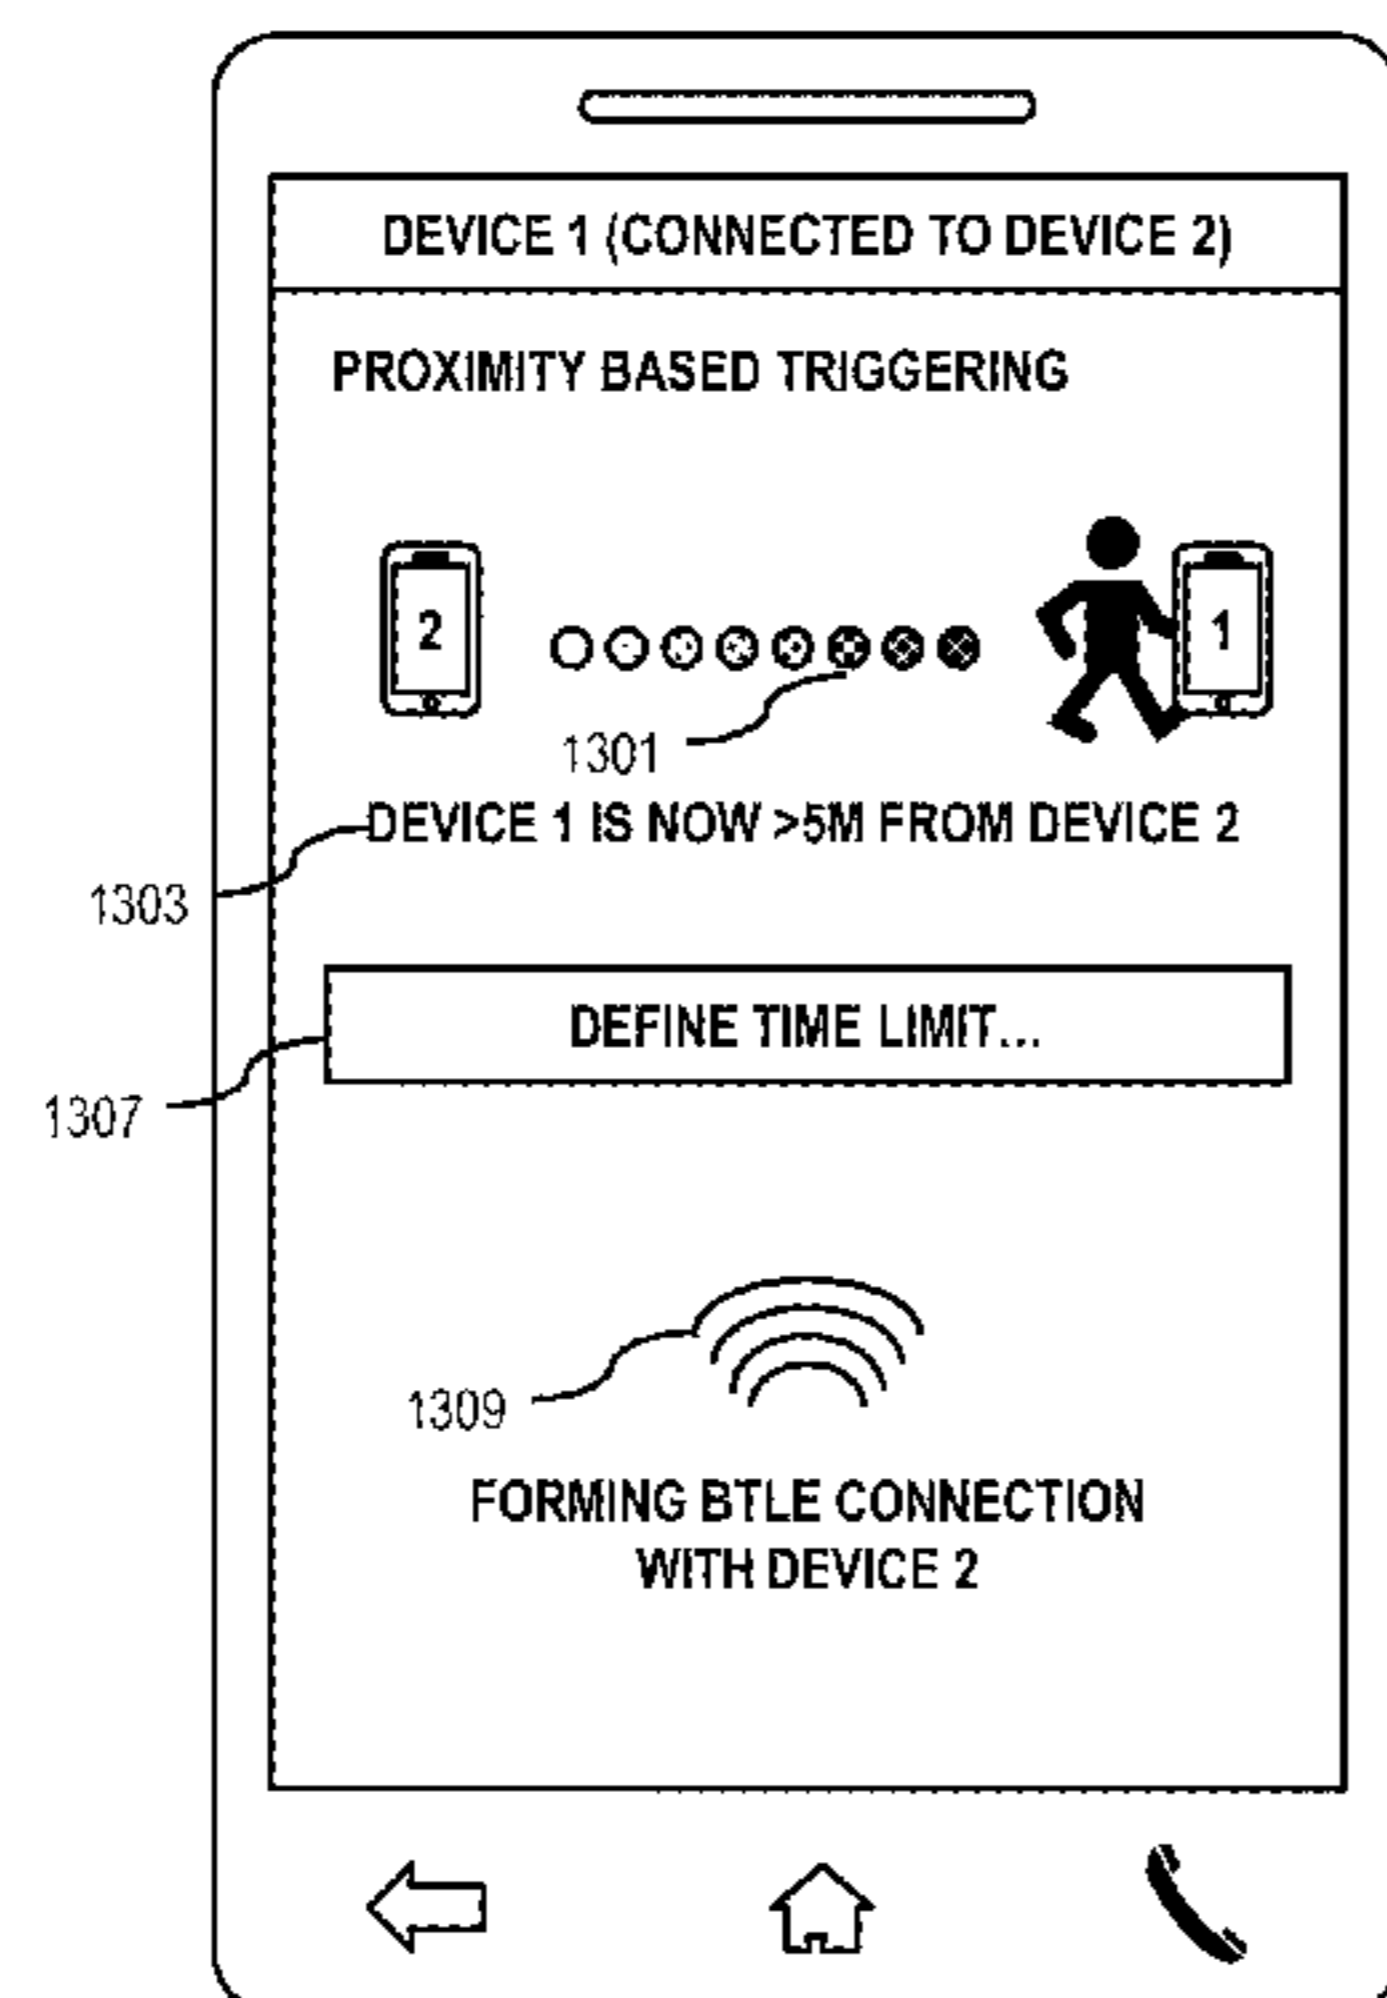 DEVICE 1 (CONNECTED TO DEVICE 2)
PROXIMITY BASED TRIGGERING
2
1
1301
DEVICE 1 IS NOW >5M FROM DEVICE 2
1303
DEFINE TIME LIMIT...
1307
1309
FORMING BTLE CONNECTION
WITH DEVICE 2